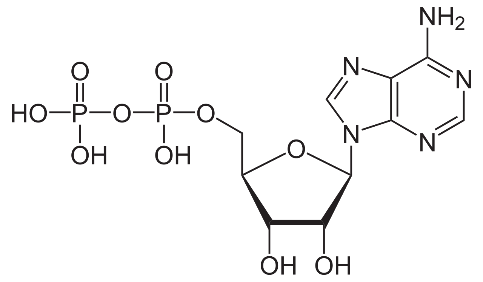 NH2
O O N N
HO P O P O
OH OH N N
O
OH OH